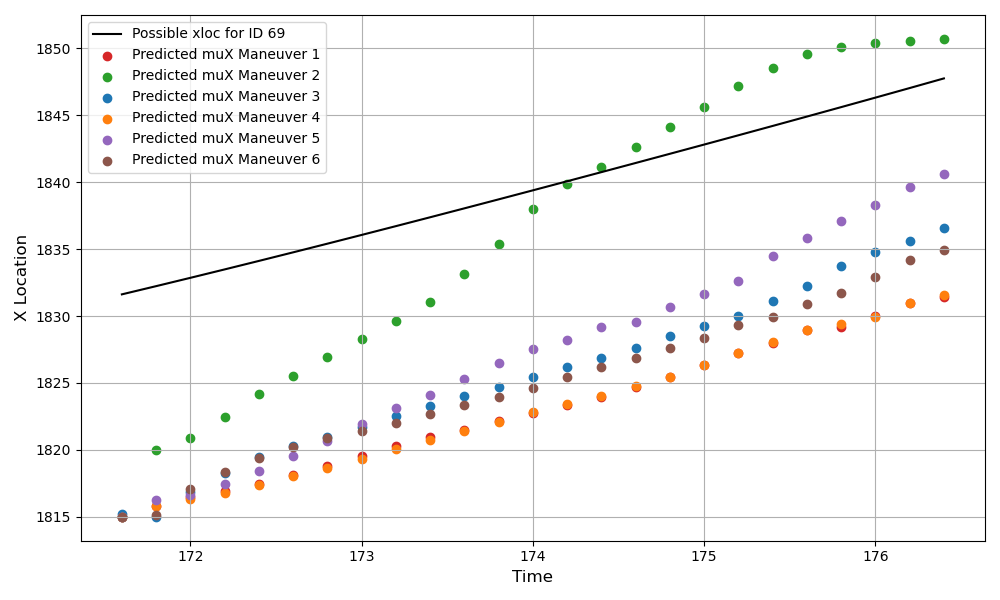 Possible xloc for ID 69
Predicted muX Maneuver 1
Predicted muX Maneuver 2
Predicted muX Maneuver 3
Predicted muX Maneuver 4
Predicted muX Maneuver 5
Predicted muX Maneuver 6
1850
1845
1840
1835
1830
1825
1820
1815
X Location
172 173 174 175 176
Time